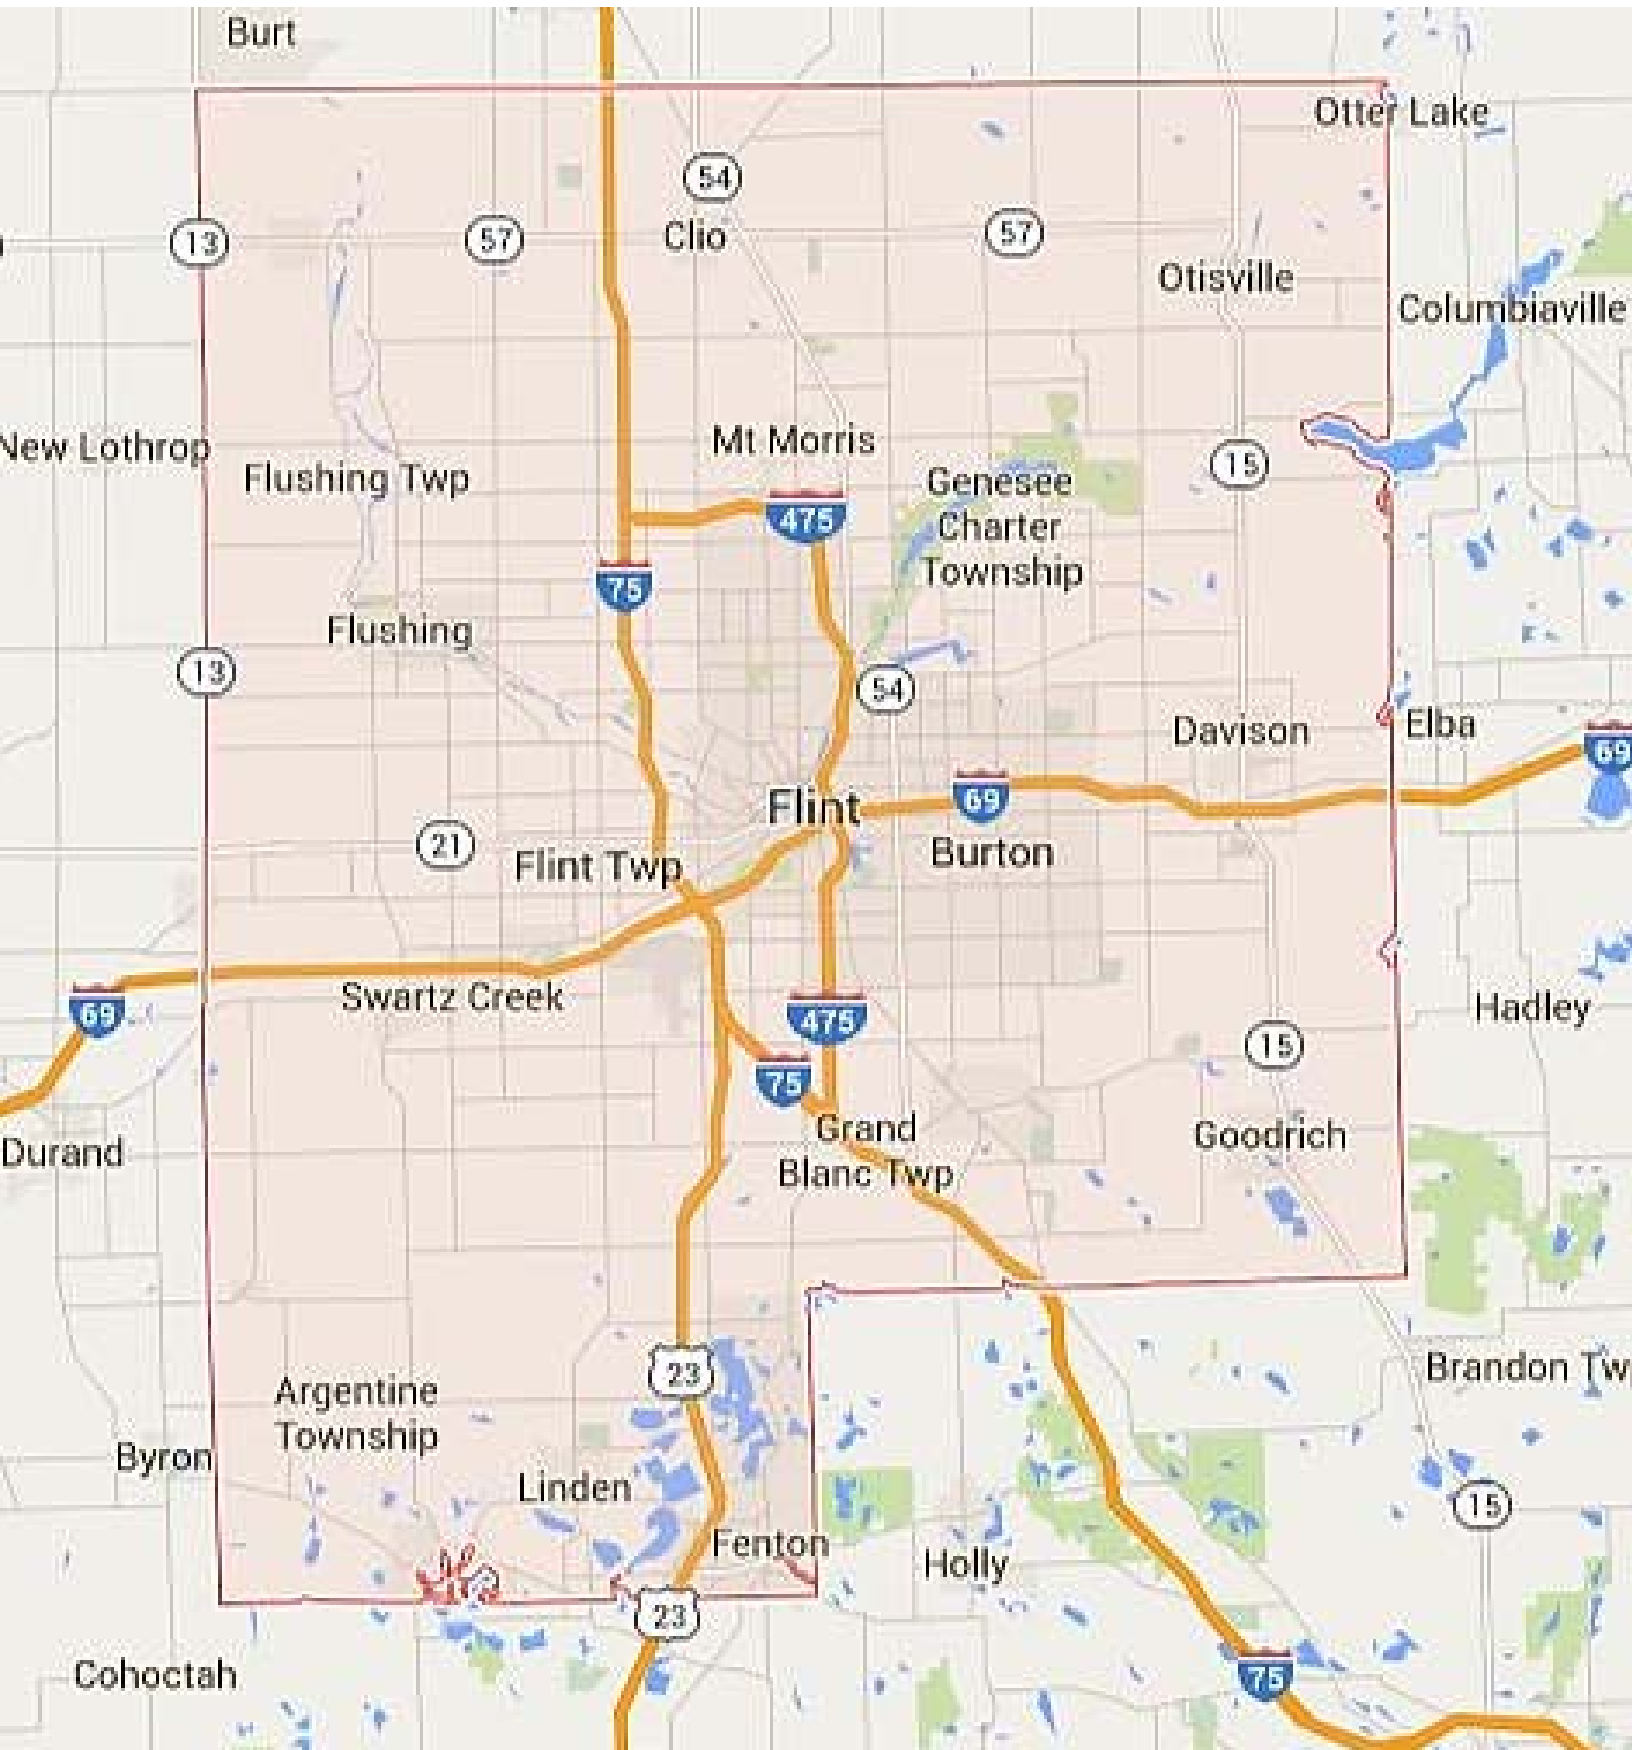 Burt
Otter Lake
54
13
57
Clio
57
Otisville
Columbiaville
New Lothrop
Flushing Twp
Mt Morris
15
Genesee
Charter
Township
475
75
Flushing
13
54
Davison
Elba
69
69
Flint
21
Flint Twp
Burton
Swartz Creek
69
475
Hadley
15
75
Durand
Grand
Blanc Twp
Goodrich
23
Brandon Tw
Argentine
Township
Byron
Linden
15
Fenton
Holly
23
Cohoctah
75